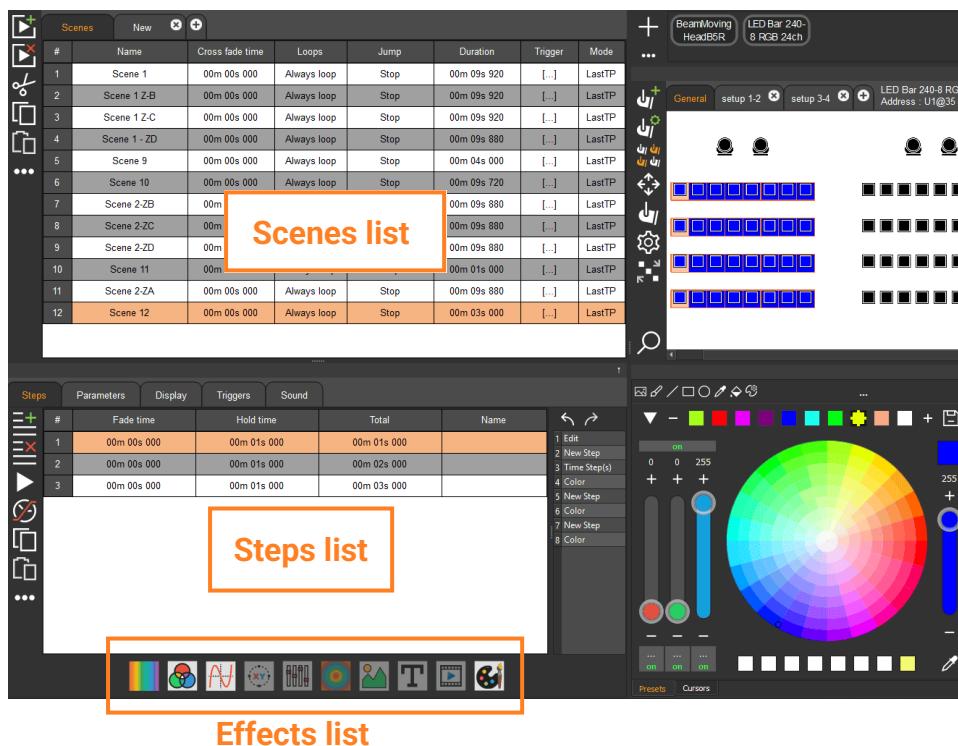 Scenes New
# Name Cross fade time Loops Jump Duration Trigger Mode
1 Scene 1 00m 00s 000 Always loop Stop 00m 09s 920 [...] LastTP
2 Scene 1 Z-B 00m 00s 000 Always loop Stop 00m 09s 920 [...] LastTP
3 Scene 1 Z-C 00m 00s 000 Always loop Stop 00m 09s 920 [...] LastTP
4 Scene 1 - ZD 00m 00s 000 Always loop Stop 00m 09s 880 [...] LastTP
5 Scene 9 00m 00s 000 Always loop Stop 00m 04s 000 [...] LastTP
6 Scene 10 00m 00s 000 Always loop Stop 00m 09s 720 [...] LastTP
7 Scene 2-ZB 00m 00m 09s 880 [...] LastTP
8 Scene 2-ZC 00m 00m 09s 880 [...] LastTP
9 Scene 2-ZD 00m 00m 09s 880 [...] LastTP
10 Scene 11 00m 00m 01s 000 [...] LastTP
11 Scene 2-ZA 00m 00s 000 Always loop Stop 00m 09s 880 [...] LastTP
12 Scene 12 00m 00s 000 Always loop Stop 00m 03s 000 [...] LastTP
Scenes list
BeamMoving
HeadB5R
LED Bar 240-
8 RGB 24ch
General setup 1-2 setup 3-4
LED Bar 240-8 RG
Address : U1@35
Steps Parameters Display Triggers Sound
# Fade time Hold time Total Name
1 00m 00s 000 00m 01s 000 00m 01s 000
2 00m 00s 000 00m 01s 000 00m 02s 000
3 00m 00s 000 00m 01s 000 00m 03s 000
Steps list
1 Edit
2 New Step
3 Time Step(s)
4 Color
5 New Step
6 Color
7 New Step
8 Color
...
on
0 0 255
255
... ... ...
on on on
Presets Cursors
XY
T
Effects list